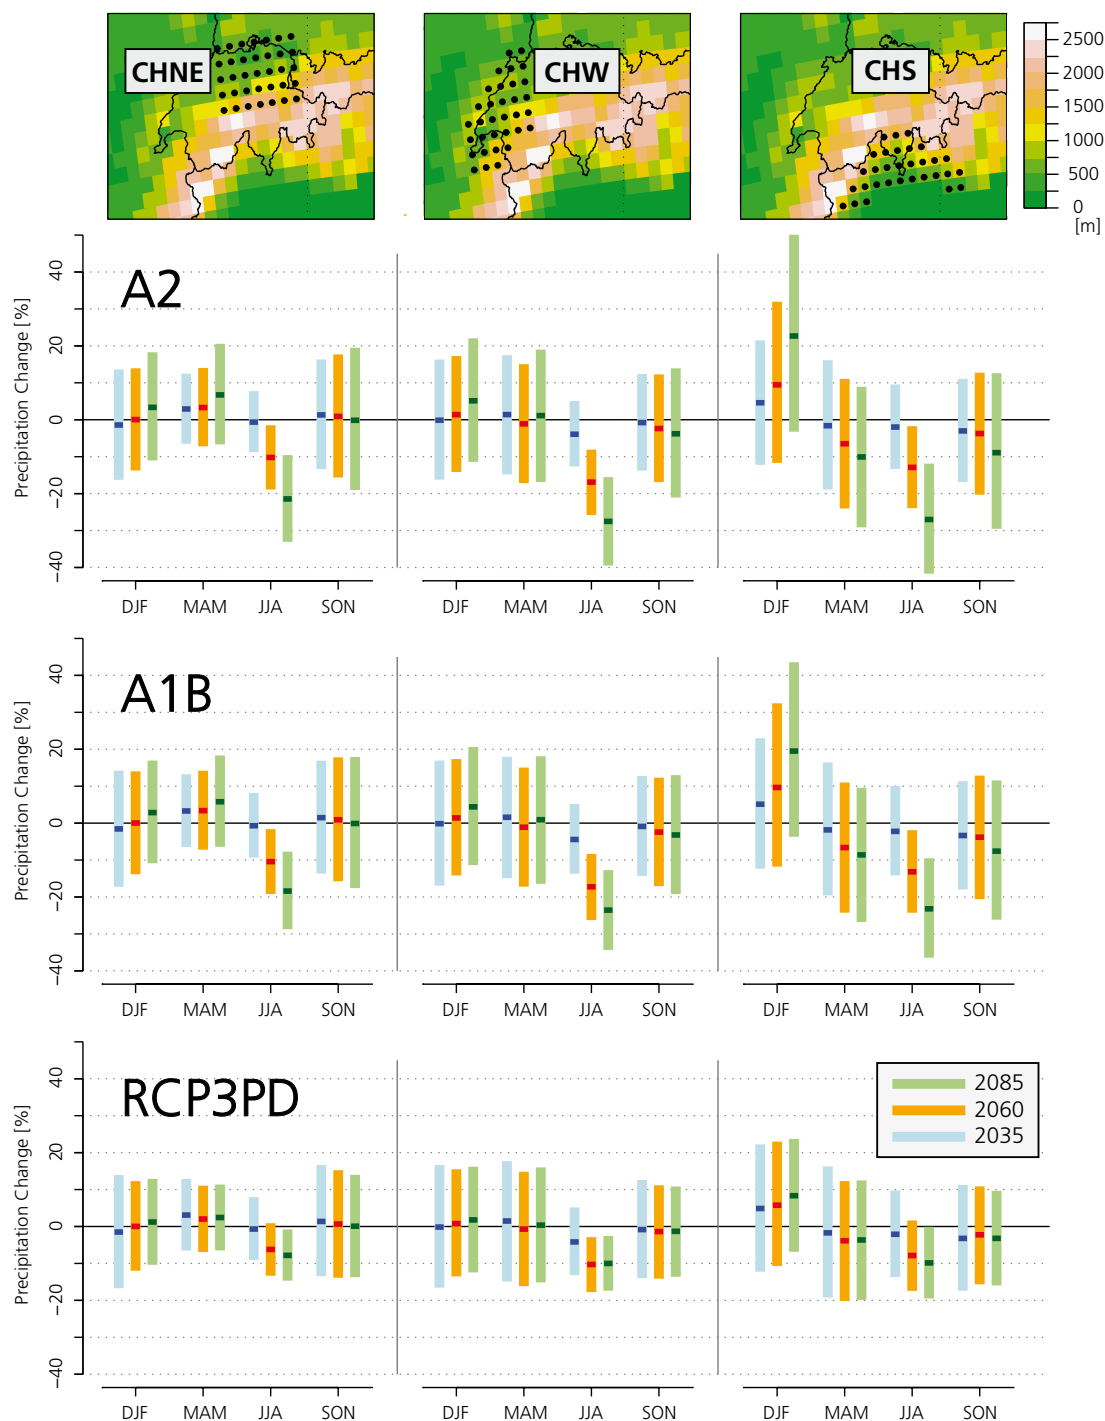 CHNE
CHW
CHS
2500
2000
1500
1000
500
0
[m]
A2
Precipitation Change [%]
40
20
0
−20
−40
DJF MAM JJA SON
DJF MAM JJA SON
DJF MAM JJA SON
A1B
Precipitation Change [%]
40
20
0
−20
−40
DJF MAM JJA SON
DJF MAM JJA SON
DJF MAM JJA SON
RCP3PD
Precipitation Change [%]
40
20
0
−20
−40
2085
2060
2035
DJF MAM JJA SON
DJF MAM JJA SON
DJF MAM JJA SON